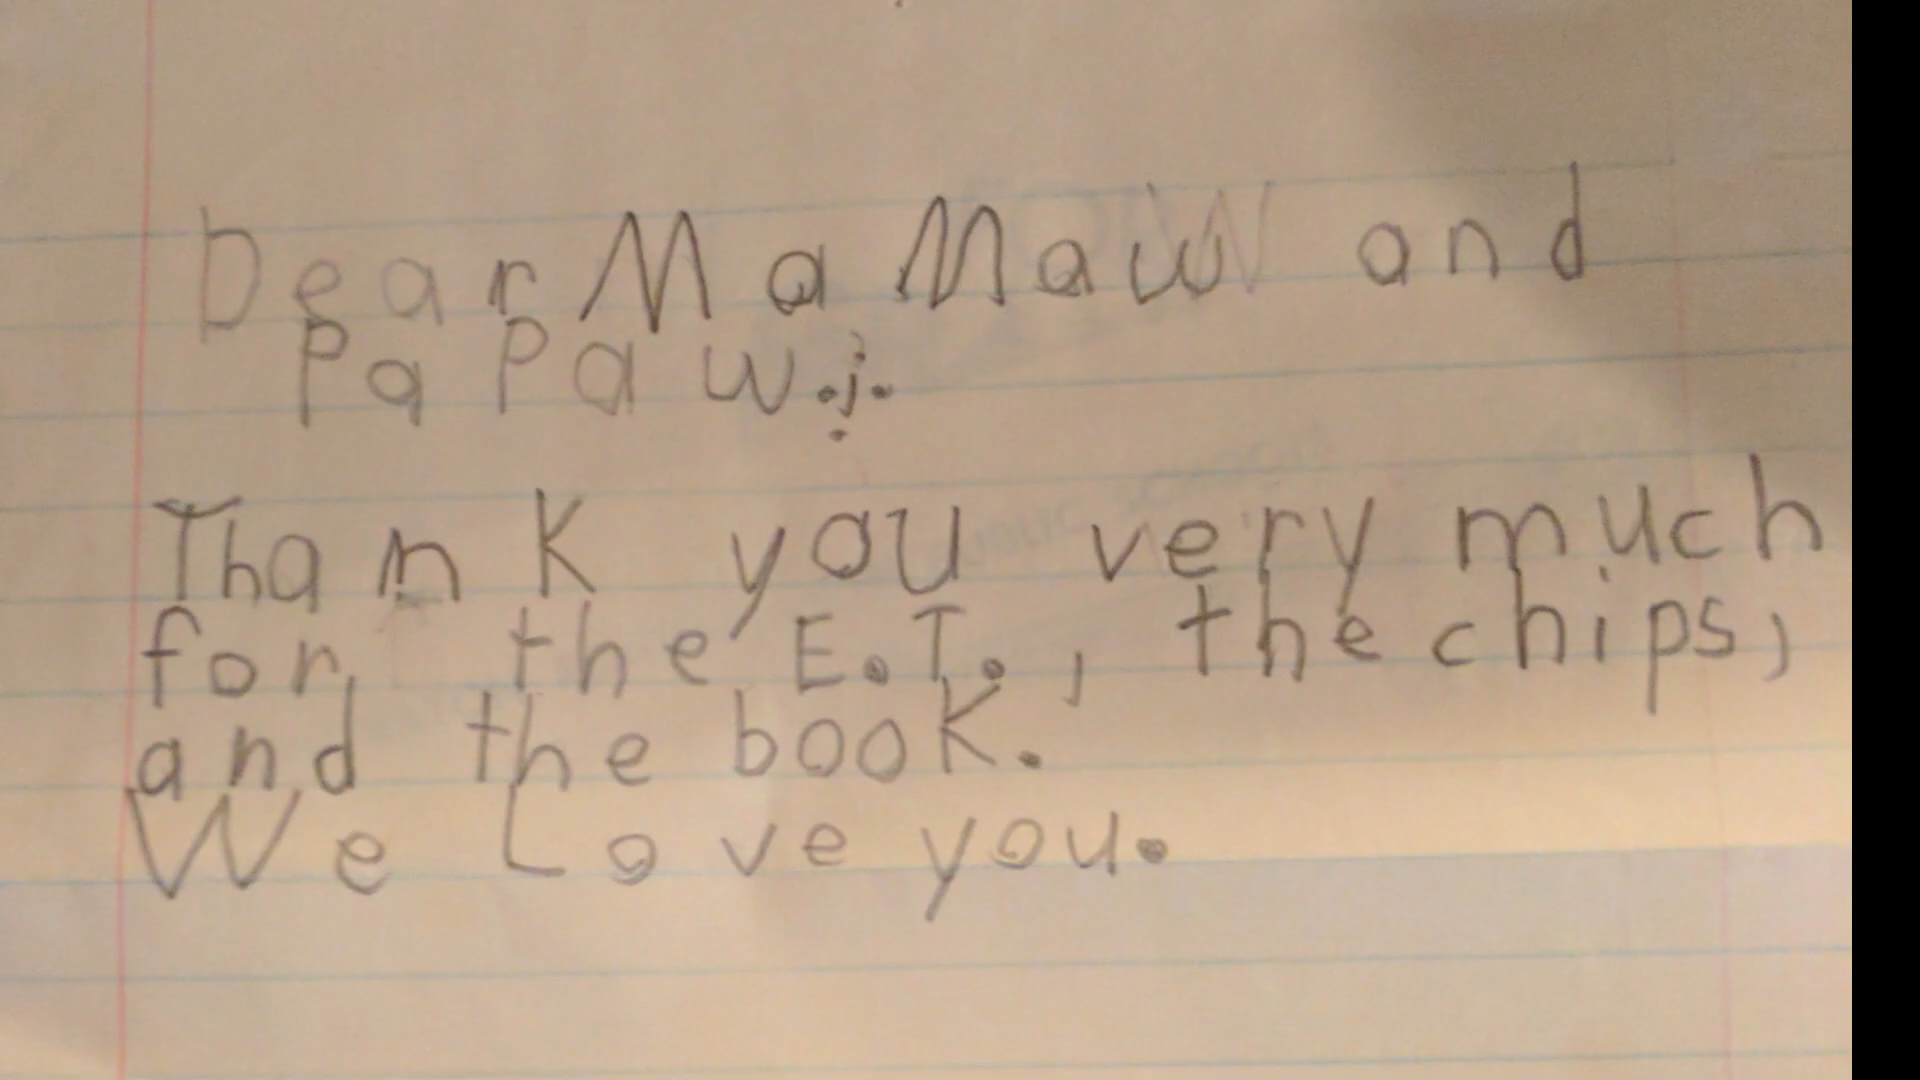 Dear MaMaw and
PaPaw.j.
Thank you very much
for the E.T., the chips,
and the book.
We Love you.